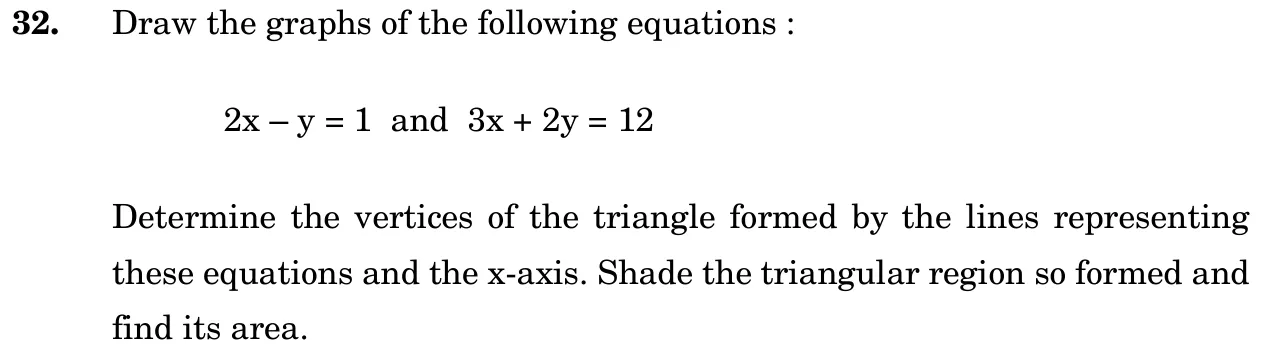 32. Draw the graphs of the following equations :
2x – y = 1 and 3x + 2y = 12
Determine the vertices of the triangle formed by the lines representing
these equations and the x-axis. Shade the triangular region so formed and
find its area.